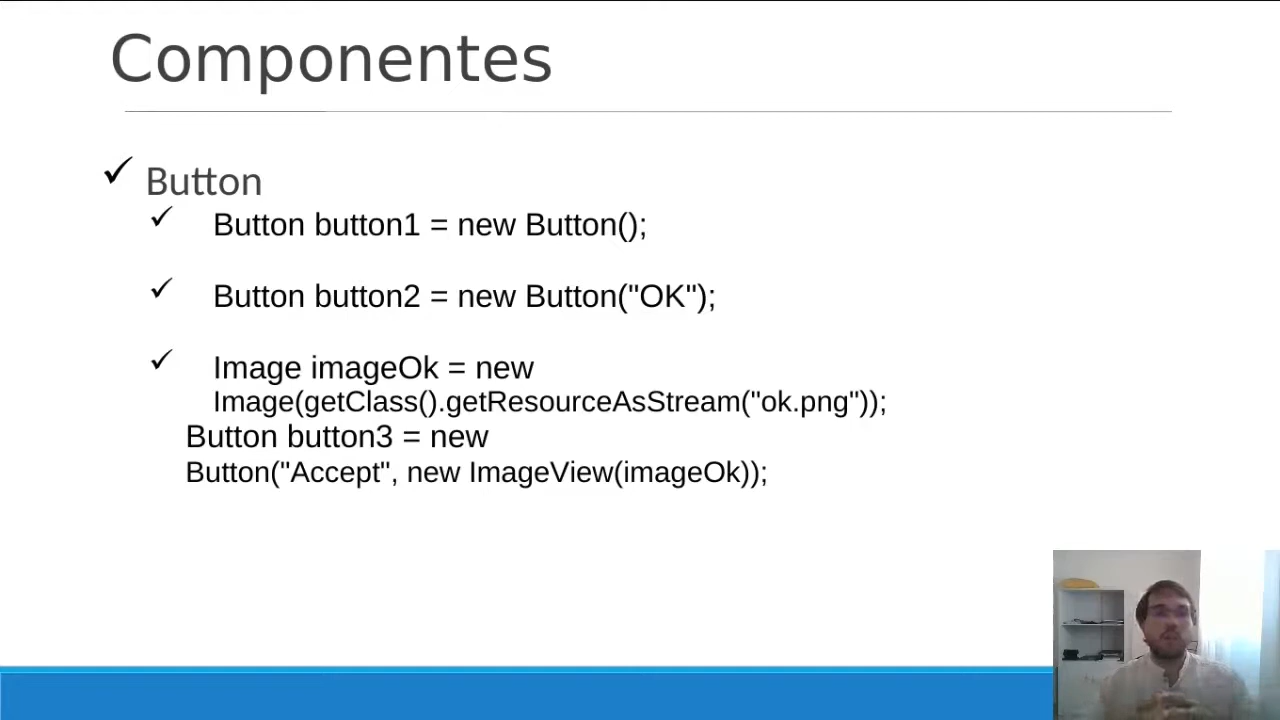 Componentes
Button
Button button1 = new Button();
Button button2 = new Button("OK");
Image imageOk = new
Image(getClass().getResourceAsStream("ok.png"));
Button button3 = new
Button("Accept", new ImageView(imageOk));